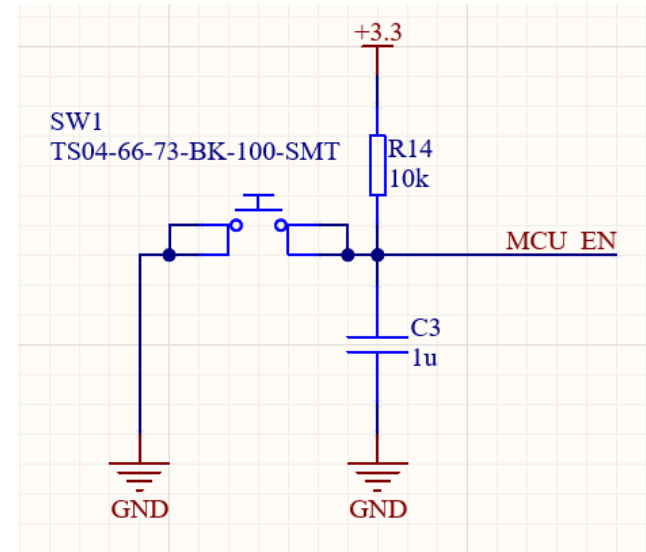 +3.3
SW1
TS04-66-73-BK-100-SMT
R14
10k
MCU_EN
C3
1u
GND
GND